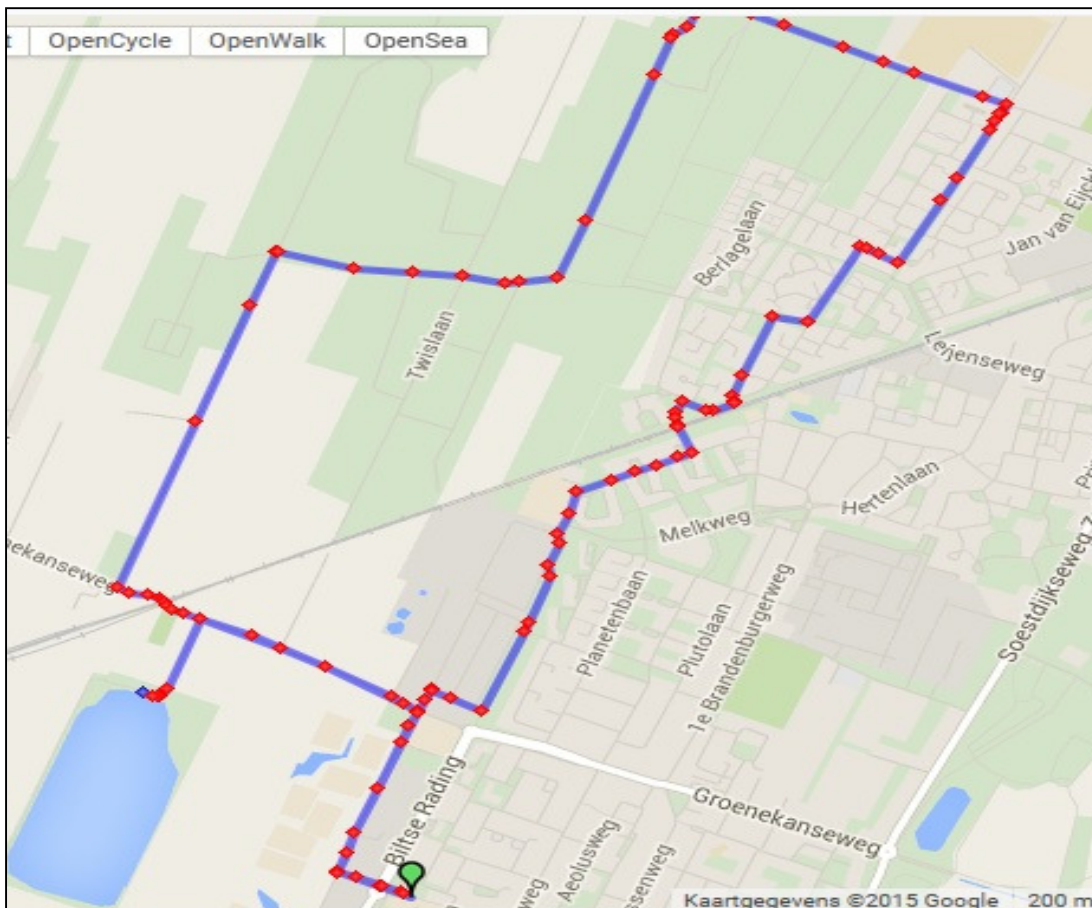 t OpenCycle OpenWalk OpenSea
Jan van Eijck
Berlagelaan
Twislaan
Leijenseweg
Hertenlaan
nekanseweg
Melkweg
Soestdijkseweg Z
Planetenbaan
Plutolaan
1e Brandenburgerweg
Biltse Rading
Groenekanseweg
Aeolusweg
weg
ssenweg
Kaartgegevens ©2015 Google 200 m